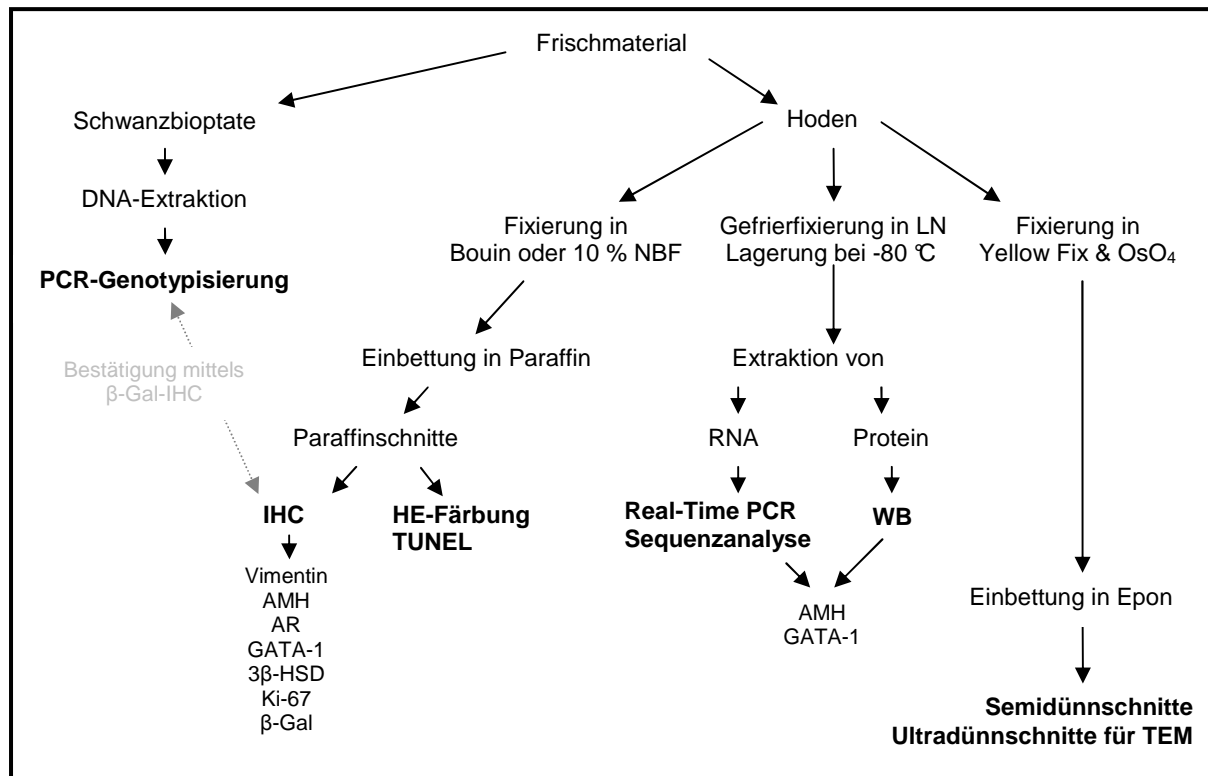 Frischmaterial
Schwanzbioptate
Hoden
DNA-Extraktion
PCR-Genotypisierung
Bestätigung mittels
β-Gal-IHC
Fixierung in
Bouin oder 10 % NBF
Einbettung in Paraffin
Paraffinschnitte
IHC
Vimentin
AMH
AR
GATA-1
3β-HSD
Ki-67
β-Gal
HE-Färbung
TUNEL
Gefrierfixierung in LN
Lagerung bei -80 °C
Extraktion von
RNA
Protein
Real-Time PCR
Sequenzanalyse
WB
AMH
GATA-1
Fixierung in
Yellow Fix & OsO₄
Einbettung in Epon
Semidünnschnitte
Ultradünnschnitte für TEM